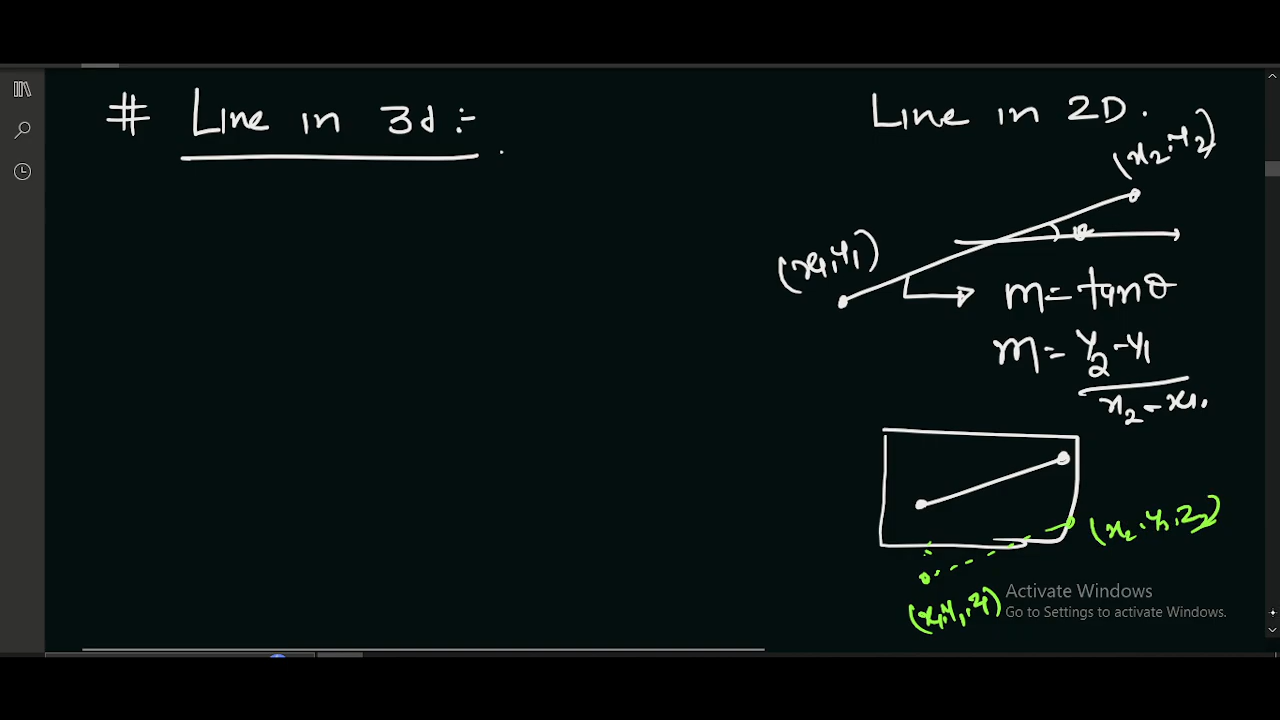 # Line in 3d :-
Line in 2D.
(x2, y2)
(x1, y1)
m = tanθ
m = y2 - y1
x2 - x1.
(x2, y2, z2)
(x1, y1, z1)
Activate Windows
Go to Settings to activate Windows.